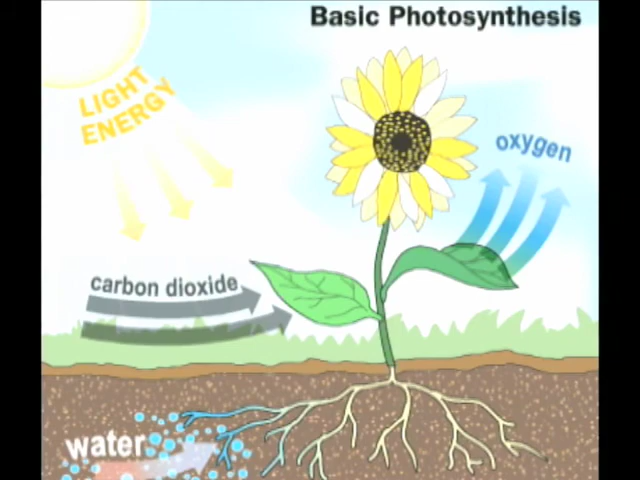 Basic Photosynthesis
LIGHT
ENERGY
oxygen
carbon dioxide
water